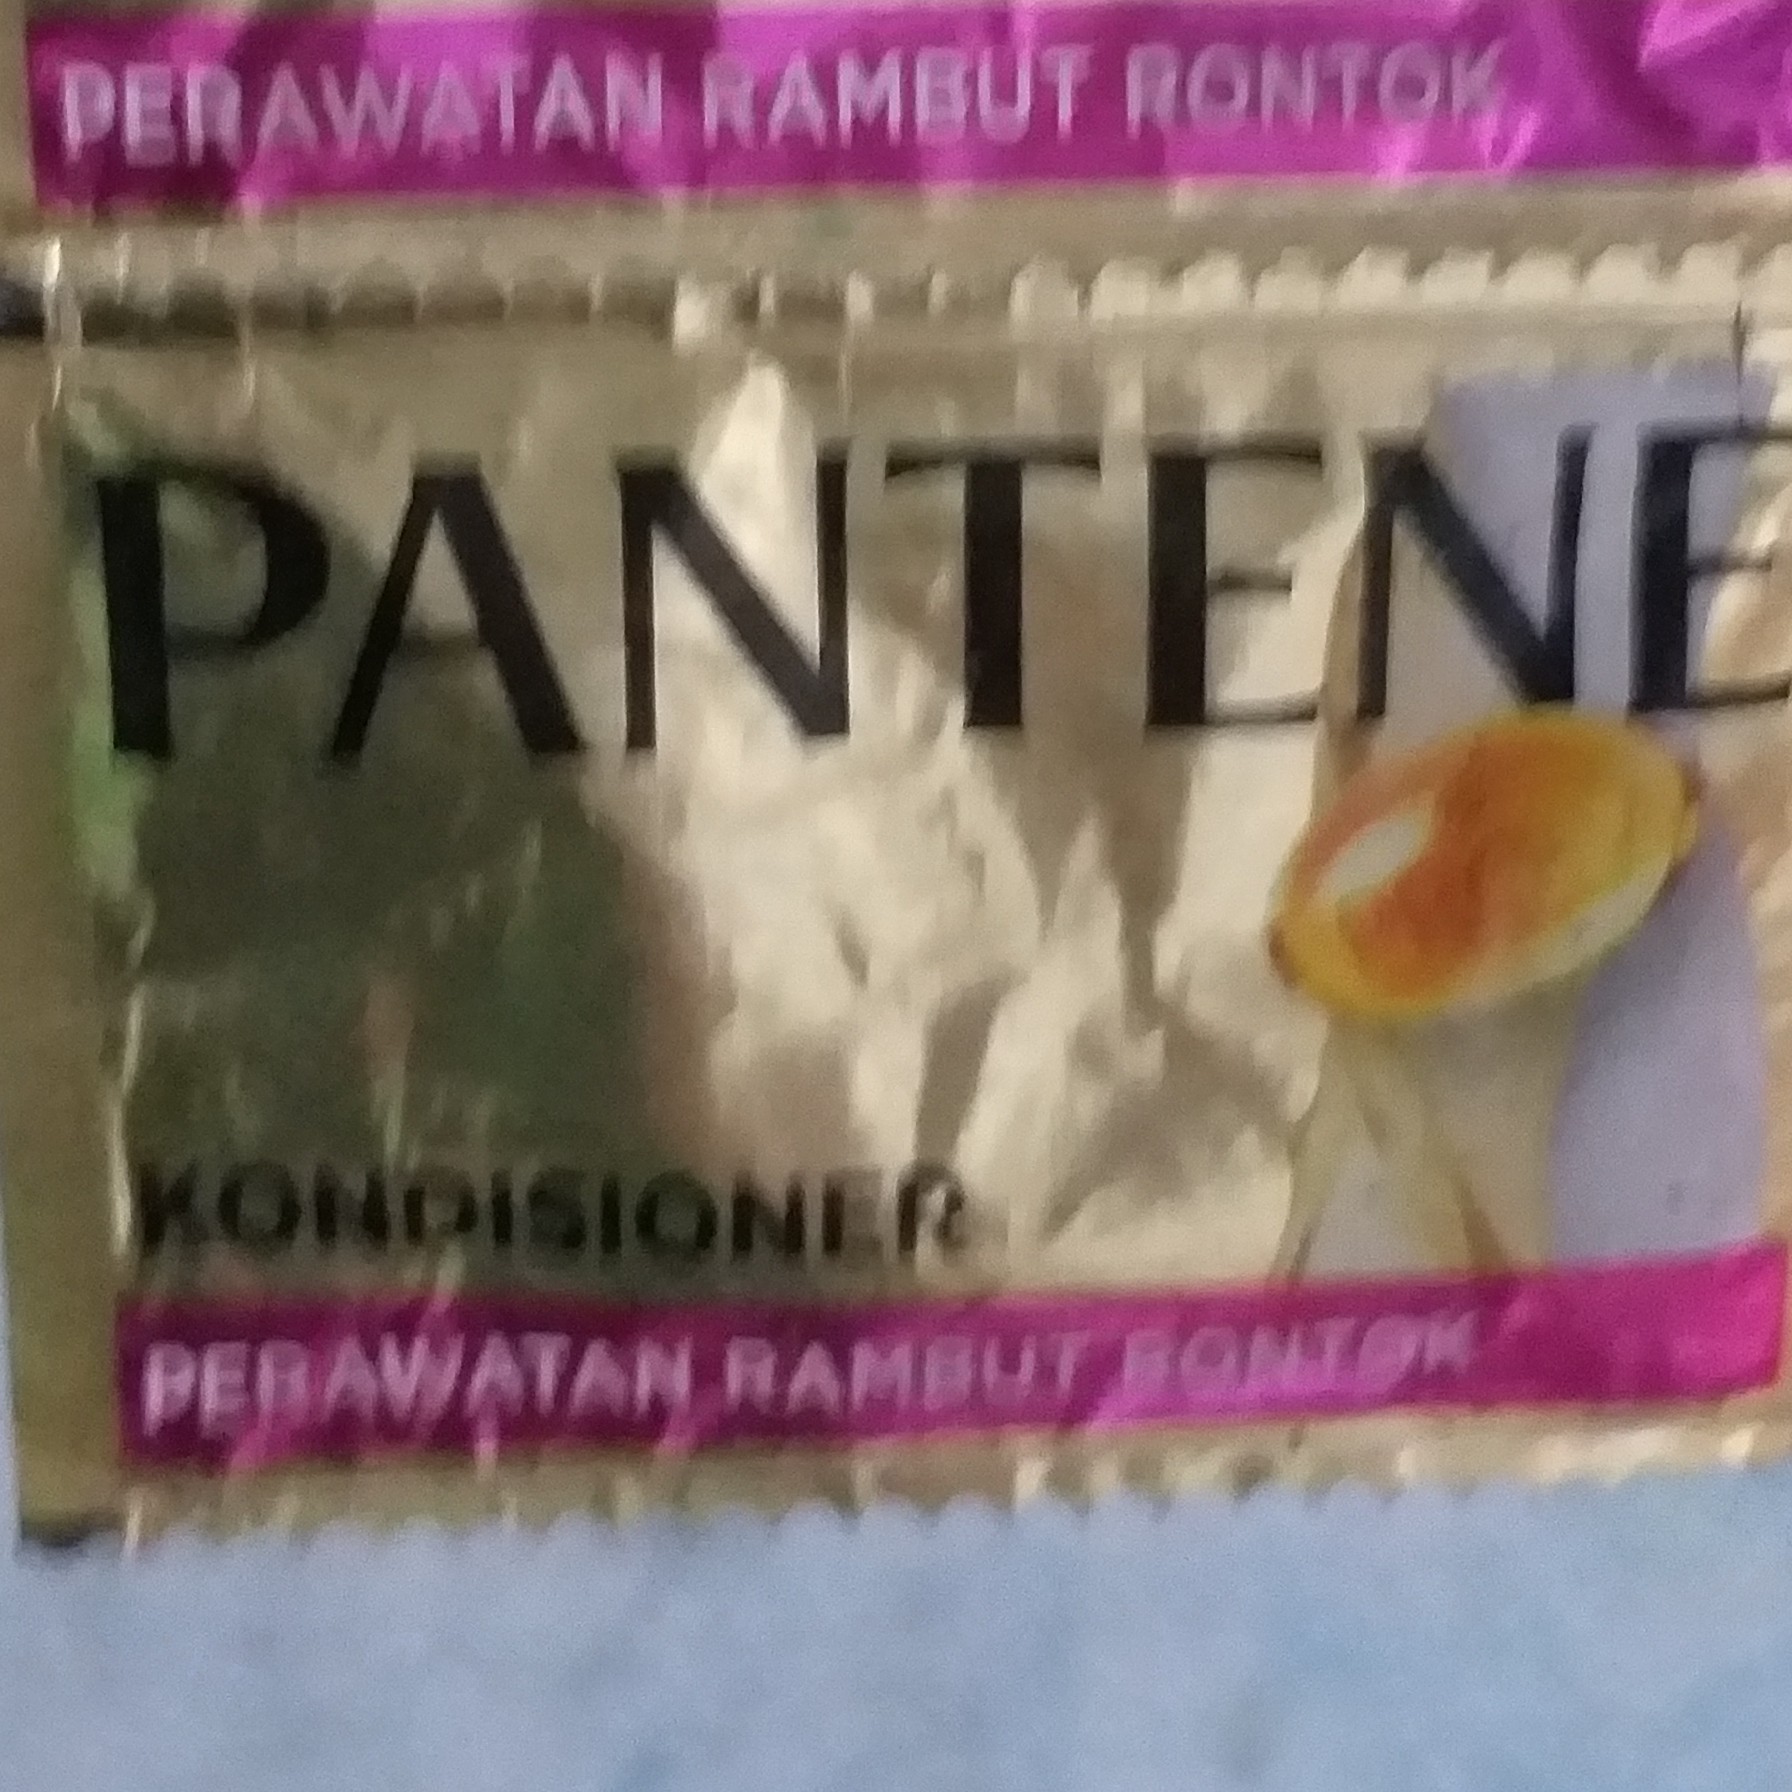 PERAWATAN RAMBUT RONTOK
PANTENE
KONDISIONER
PERAWATAN RAMBUT RONTOK